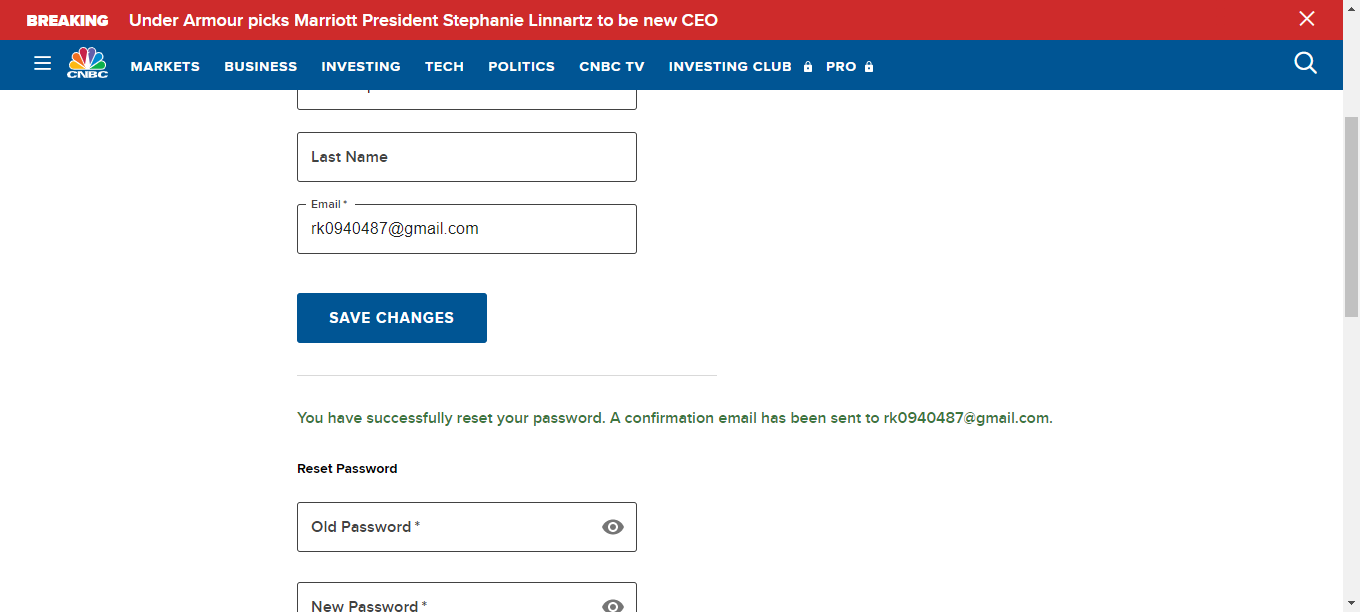 BREAKING Under Armour picks Marriott President Stephanie Linnartz to be new CEO
CNBC MARKETS BUSINESS INVESTING TECH POLITICS CNBC TV INVESTING CLUB PRO
Last Name
Email *
rk0940487@gmail.com
SAVE CHANGES
You have successfully reset your password. A confirmation email has been sent to rk0940487@gmail.com.
Reset Password
Old Password *
New Password *